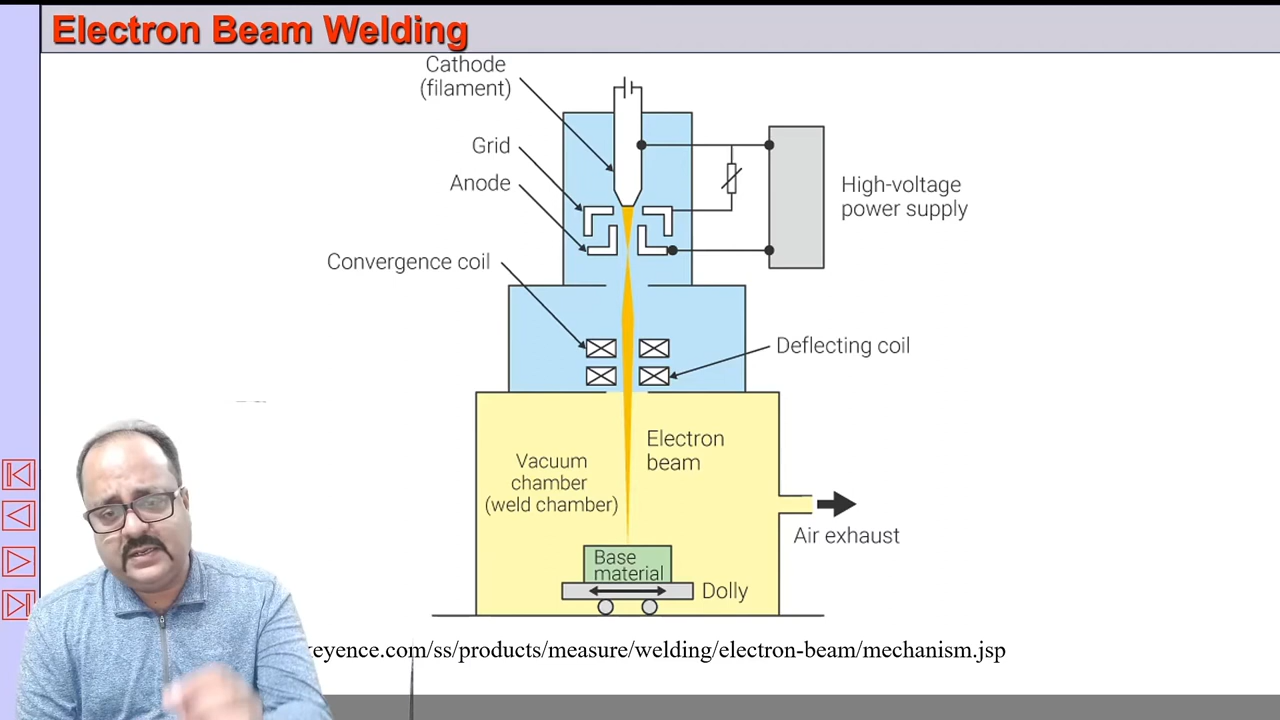 Electron Beam Welding
Cathode
(filament)
Grid
Anode
High-voltage
power supply
Convergence coil
Deflecting coil
Electron
beam
Vacuum
chamber
(weld chamber)
Air exhaust
Base
material
Dolly
keyence.com/ss/products/measure/welding/electron-beam/mechanism.jsp